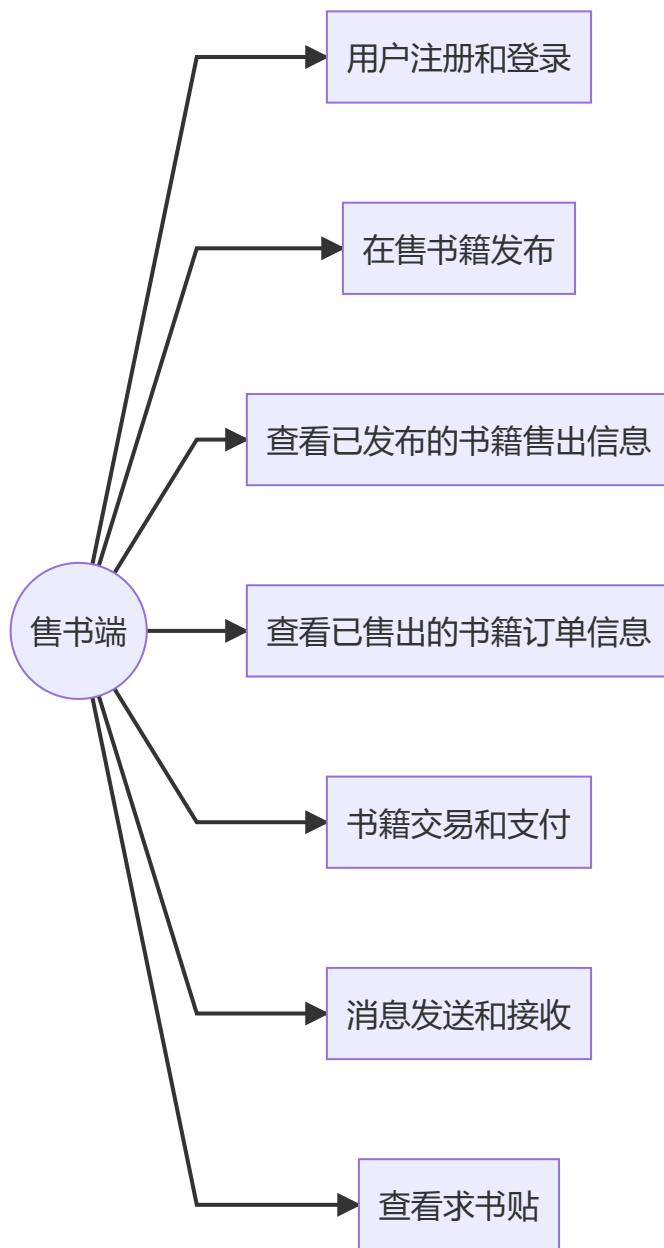 用户注册和登录
在售书籍发布
查看已发布的书籍售出信息
售书端
查看已售出的书籍订单信息
书籍交易和支付
消息发送和接收
查看求书贴